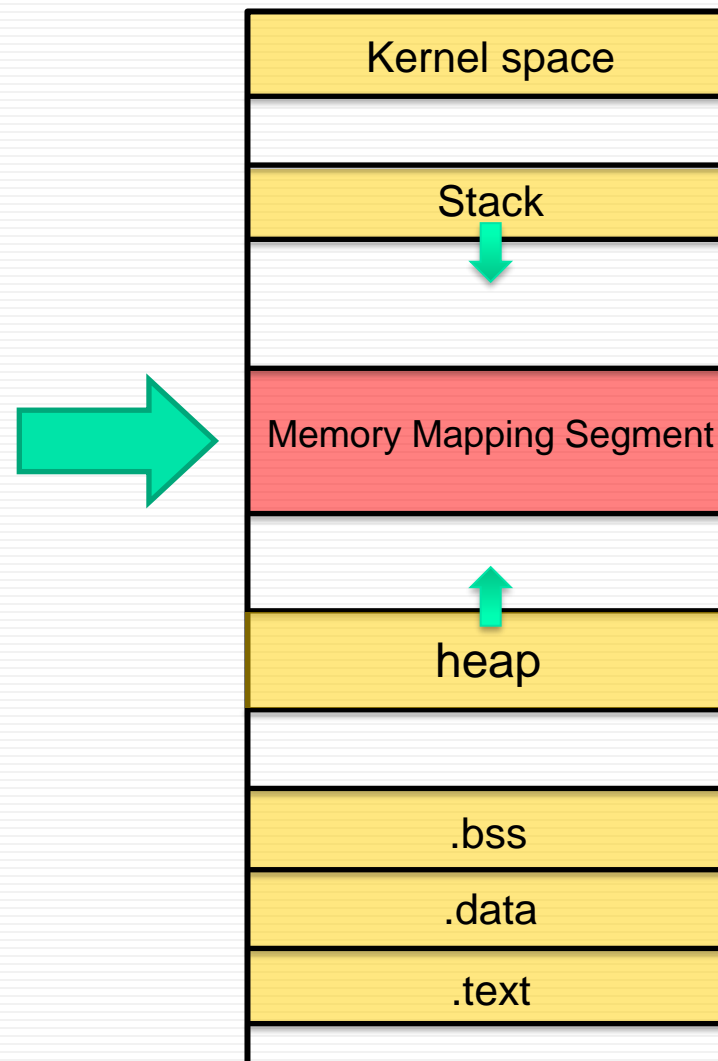 Kernel space
Stack
Memory Mapping Segment
heap
.bss
.data
.text